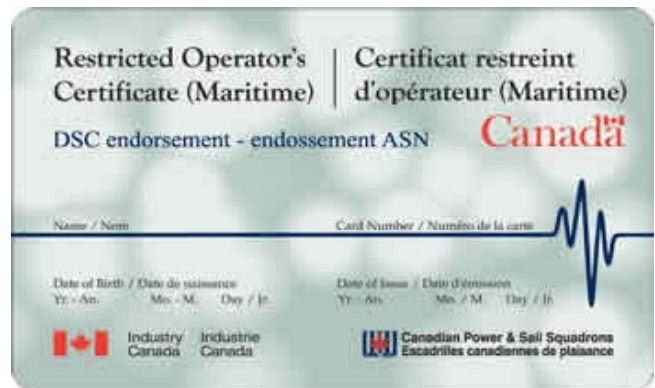 Restricted Operator's
Certificate (Maritime)
Certificat restreint
d'opérateur (Maritime)
DSC endorsement - endossement ASN
Canada
Name / Nom
Card Number / Numéro de la carte
Date of Birth / Date de naissance
Yr. - An. Mo. - M. Day / Jr.
Date of Issue / Date d'émission
Yr. - An. Mo. / M. Day / Jr.
Industry Canada
Industrie Canada
Canadian Power & Sail Squadrons
Escadrilles canadiennes de plaisance